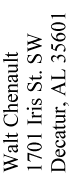 Walt Chenault
1701 Iris St. SW
Decatur, AL 35601